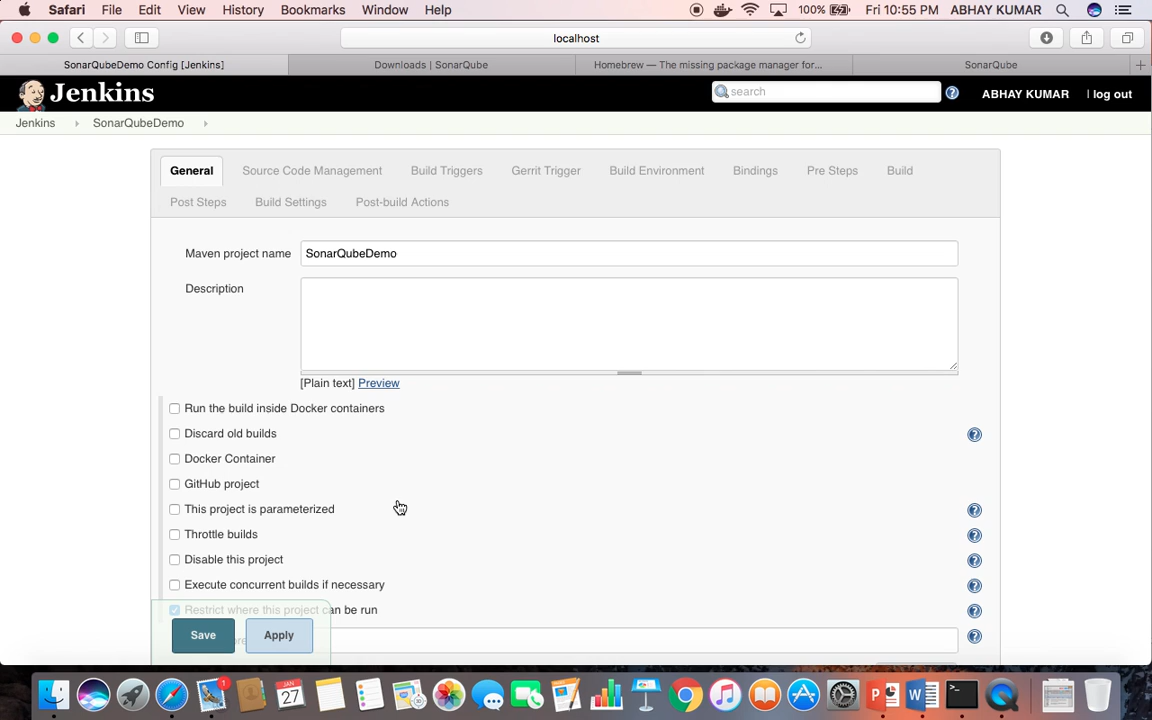 Safari File Edit View History Bookmarks Window Help 100% Fri 10:55 PM ABHAY KUMAR
localhost
SonarQubeDemo Config [Jenkins] Downloads | SonarQube Homebrew — The missing package manager for... SonarQube
Jenkins search ABHAY KUMAR | log out
Jenkins SonarQubeDemo
General Source Code Management Build Triggers Gerrit Trigger Build Environment Bindings Pre Steps Build
Post Steps Build Settings Post-build Actions
Maven project name SonarQubeDemo
Description
[Plain text] Preview
Run the build inside Docker containers
Discard old builds
Docker Container
GitHub project
This project is parameterized
Throttle builds
Disable this project
Execute concurrent builds if necessary
Restrict where this project can be run
Save Apply
1
JAN
27